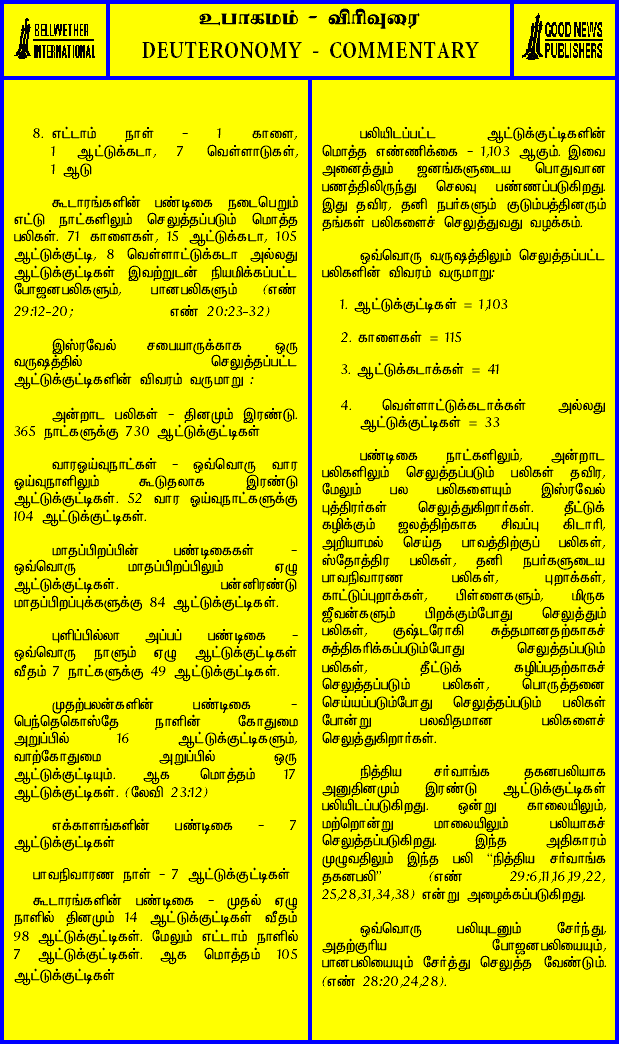 BELLWETHER
INTERNATIONAL
உபாகமம் - விரிவுரை
DEUTERONOMY - COMMENTARY
GOOD NEWS
PUBLISHERS
8. எட்டாம் நாள் - 1 காளை,
1 ஆட்டுக்கடா, 7 வெள்ளாடுகள்,
1 ஆடு
கூடாரங்களின் பண்டிகை நடைபெறும்
எட்டு நாட்களிலும் செலுத்தப்படும் மொத்த
பலிகள். 71 காளைகள், 15 ஆட்டுக்கடா, 105
ஆட்டுக்குட்டி, 8 வெள்ளாட்டுக்கடா அல்லது
ஆட்டுக்குட்டிகள் இவற்றுடன் நியமிக்கப்பட்ட
போஜனபலிகளும், பானபலிகளும் (எண்
29:12-20; எண் 20:23-32)
இஸ்ரவேல் சபையாருக்காக ஒரு
வருஷத்தில் செலுத்தப்பட்ட
ஆட்டுக்குட்டிகளின் விவரம் வருமாறு :
அன்றாட பலிகள் - தினமும் இரண்டு.
365 நாட்களுக்கு 730 ஆட்டுக்குட்டிகள்
வாரஓய்வுநாட்கள் - ஒவ்வொரு வார
ஓய்வுநாளிலும் கூடுதலாக இரண்டு
ஆட்டுக்குட்டிகள். 52 வார ஓய்வுநாட்களுக்கு
104 ஆட்டுக்குட்டிகள்.
மாதப்பிறப்பின் பண்டிகைகள் -
ஒவ்வொரு மாதப்பிறப்பிலும் ஏழு
ஆட்டுக்குட்டிகள். பன்னிரண்டு
மாதப்பிறப்புக்களுக்கு 84 ஆட்டுக்குட்டிகள்.
புளிப்பில்லா அப்பப் பண்டிகை -
ஒவ்வொரு நாளும் ஏழு ஆட்டுக்குட்டிகள்
வீதம் 7 நாட்களுக்கு 49 ஆட்டுக்குட்டிகள்.
முதற்பலன்களின் பண்டிகை -
பெந்தெகொஸ்தே நாளின் கோதுமை
அறுப்பில் 16 ஆட்டுக்குட்டிகளும்,
வாற்கோதுமை அறுப்பில் ஒரு
ஆட்டுக்குட்டியும். ஆக மொத்தம் 17
ஆட்டுக்குட்டிகள். (லேவி 23:12)
எக்காளங்களின் பண்டிகை - 7
ஆட்டுக்குட்டிகள்
பாவநிவாரண நாள் - 7 ஆட்டுக்குட்டிகள்
கூடாரங்களின் பண்டிகை - முதல் ஏழு
நாளில் தினமும் 14 ஆட்டுக்குட்டிகள் வீதம்
98 ஆட்டுக்குட்டிகள். மேலும் எட்டாம் நாளில்
7 ஆட்டுக்குட்டிகள். ஆக மொத்தம் 105
ஆட்டுக்குட்டிகள்
பலியிடப்பட்ட ஆட்டுக்குட்டிகளின்
மொத்த எண்ணிக்கை - 1,103 ஆகும். இவை
அனைத்தும் ஜனங்களுடைய பொதுவான
பணத்திலிருந்து செலவு பண்ணப்படுகிறது.
இது தவிர, தனி நபர்களும் குடும்பத்தினரும்
தங்கள் பலிகளைச் செலுத்துவது வழக்கம்.
ஒவ்வொரு வருஷத்திலும் செலுத்தப்பட்ட
பலிகளின் விவரம் வருமாறு:
1. ஆட்டுக்குட்டிகள் = 1,103
2. காளைகள் = 115
3. ஆட்டுக்கடாக்கள் = 41
4. வெள்ளாட்டுக்கடாக்கள் அல்லது
ஆட்டுக்குட்டிகள் = 33
பண்டிகை நாட்களிலும், அன்றாட
பலிகளிலும் செலுத்தப்படும் பலிகள் தவிர,
மேலும் பல பலிகளையும் இஸ்ரவேல்
புத்திரர்கள் செலுத்துகிறார்கள். தீட்டுக்
கழிக்கும் ஜலத்திற்காக சிவப்பு கிடாரி,
அறியாமல் செய்த பாவத்திற்குப் பலிகள்,
ஸ்தோத்திர பலிகள், தனி நபர்களுடைய
பாவநிவாரண பலிகள், புறாக்கள்,
காட்டுப்புறாக்கள், பிள்ளைகளும், மிருக
ஜீவன்களும் பிறக்கும்போது செலுத்தும்
பலிகள், குஷ்டரோகி சுத்தமானதற்காகச்
சுத்திகரிக்கப்படும்போது செலுத்தப்படும்
பலிகள், தீட்டுக் கழிப்பதற்காகச்
செலுத்தப்படும் பலிகள், பொருத்தனை
செய்யப்படும்போது செலுத்தப்படும் பலிகள்
போன்று பலவிதமான பலிகளைச்
செலுத்துகிறார்கள்.
நித்திய சர்வாங்க தகனபலியாக
அனுதினமும் இரண்டு ஆட்டுக்குட்டிகள்
பலியிடப்படுகிறது. ஒன்று காலையிலும்,
மற்றொன்று மாலையிலும் பலியாகச்
செலுத்தப்படுகிறது. இந்த அதிகாரம்
முழுவதிலும் இந்த பலி "நித்திய சர்வாங்க
தகனபலி" (எண் 29:6,11,16,19,22,
25,28,31,34,38) என்று அழைக்கப்படுகிறது.
ஒவ்வொரு பலியுடனும் சேர்ந்து,
அதற்குரிய போஜனபலியையும்,
பானபலியையும் சேர்த்து செலுத்த வேண்டும்.
(எண் 28:20,24,28).